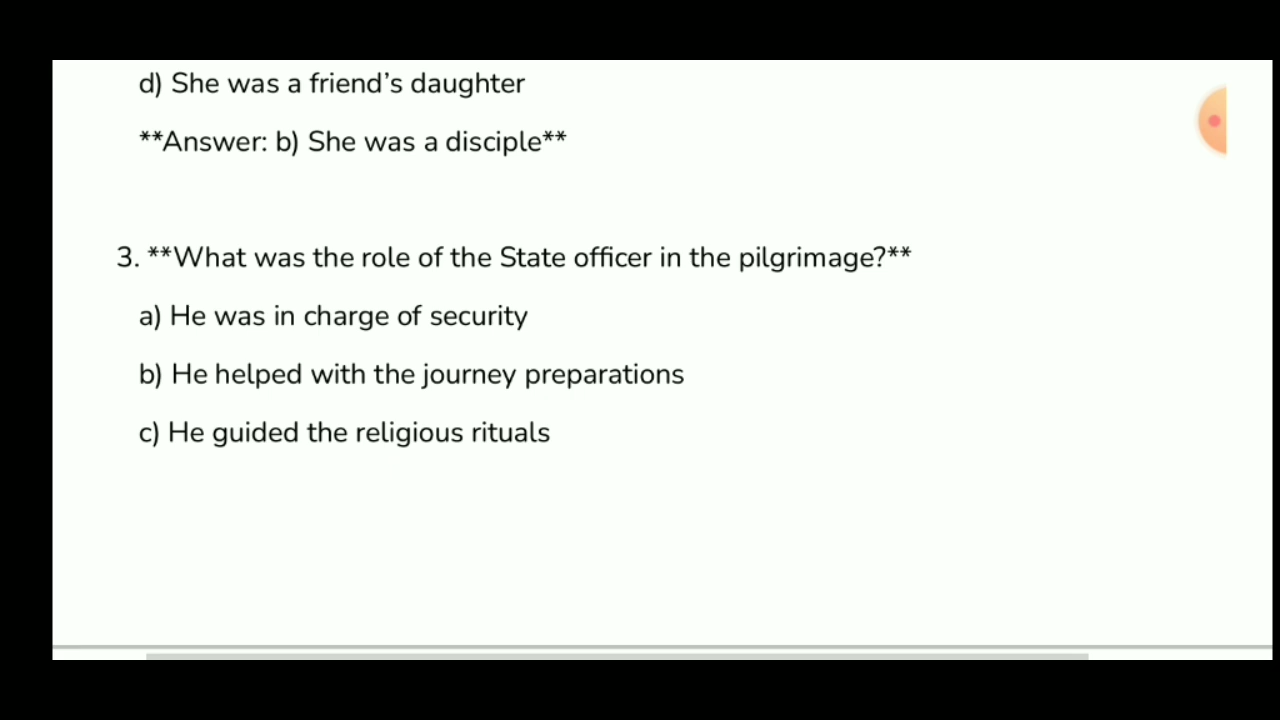 d) She was a friend’s daughter
**Answer: b) She was a disciple**
3. **What was the role of the State officer in the pilgrimage?**
a) He was in charge of security
b) He helped with the journey preparations
c) He guided the religious rituals